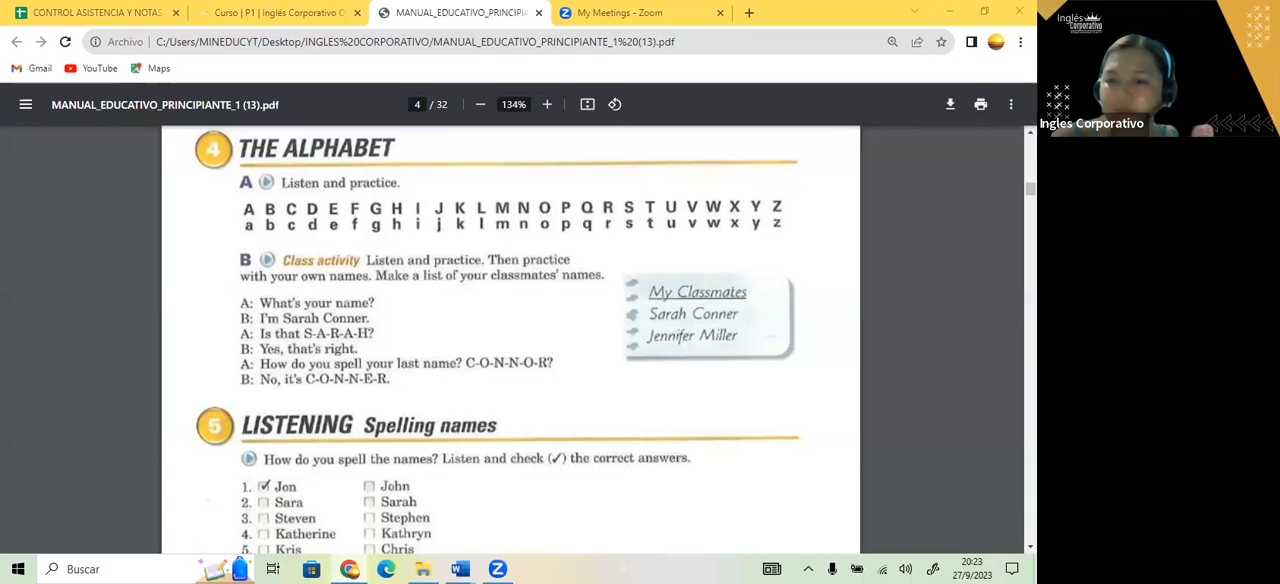 CONTROL ASISTENCIA Y NOTAS
Curso | P1 | Inglés Corporativo O
MANUAL_EDUCATIVO_PRINCIPIA
My Meetings - Zoom
Archivo
C:/Users/MINEDUCYT/Desktop/INGLES%20CORPORATIVO/MANUAL_EDUCATIVO_PRINCIPIANTE_1%20(13).pdf
Gmail
YouTube
Maps
MANUAL_EDUCATIVO_PRINCIPIANTE_1 (13).pdf
4 / 32
134%
Inglés
Corporativo
Ingles Corporativo
4 THE ALPHABET
A Listen and practice.
A B C D E F G H I J K L M N O P Q R S T U V W X Y Z
a b c d e f g h i j k l m n o p q r s t u v w x y z
B Class activity Listen and practice. Then practice
with your own names. Make a list of your classmates' names.
A: What's your name?
B: I'm Sarah Conner.
A: Is that S-A-R-A-H?
B: Yes, that's right.
A: How do you spell your last name? C-O-N-N-O-R?
B: No, it's C-O-N-N-E-R.
My Classmates
Sarah Conner
Jennifer Miller
5 LISTENING Spelling names
How do you spell the names? Listen and check (✓) the correct answers.
1. ✓ Jon John
2. Sara Sarah
3. Steven Stephen
4. Katherine Kathryn
5. Kris Chris
Buscar
20:23
27/9/2023